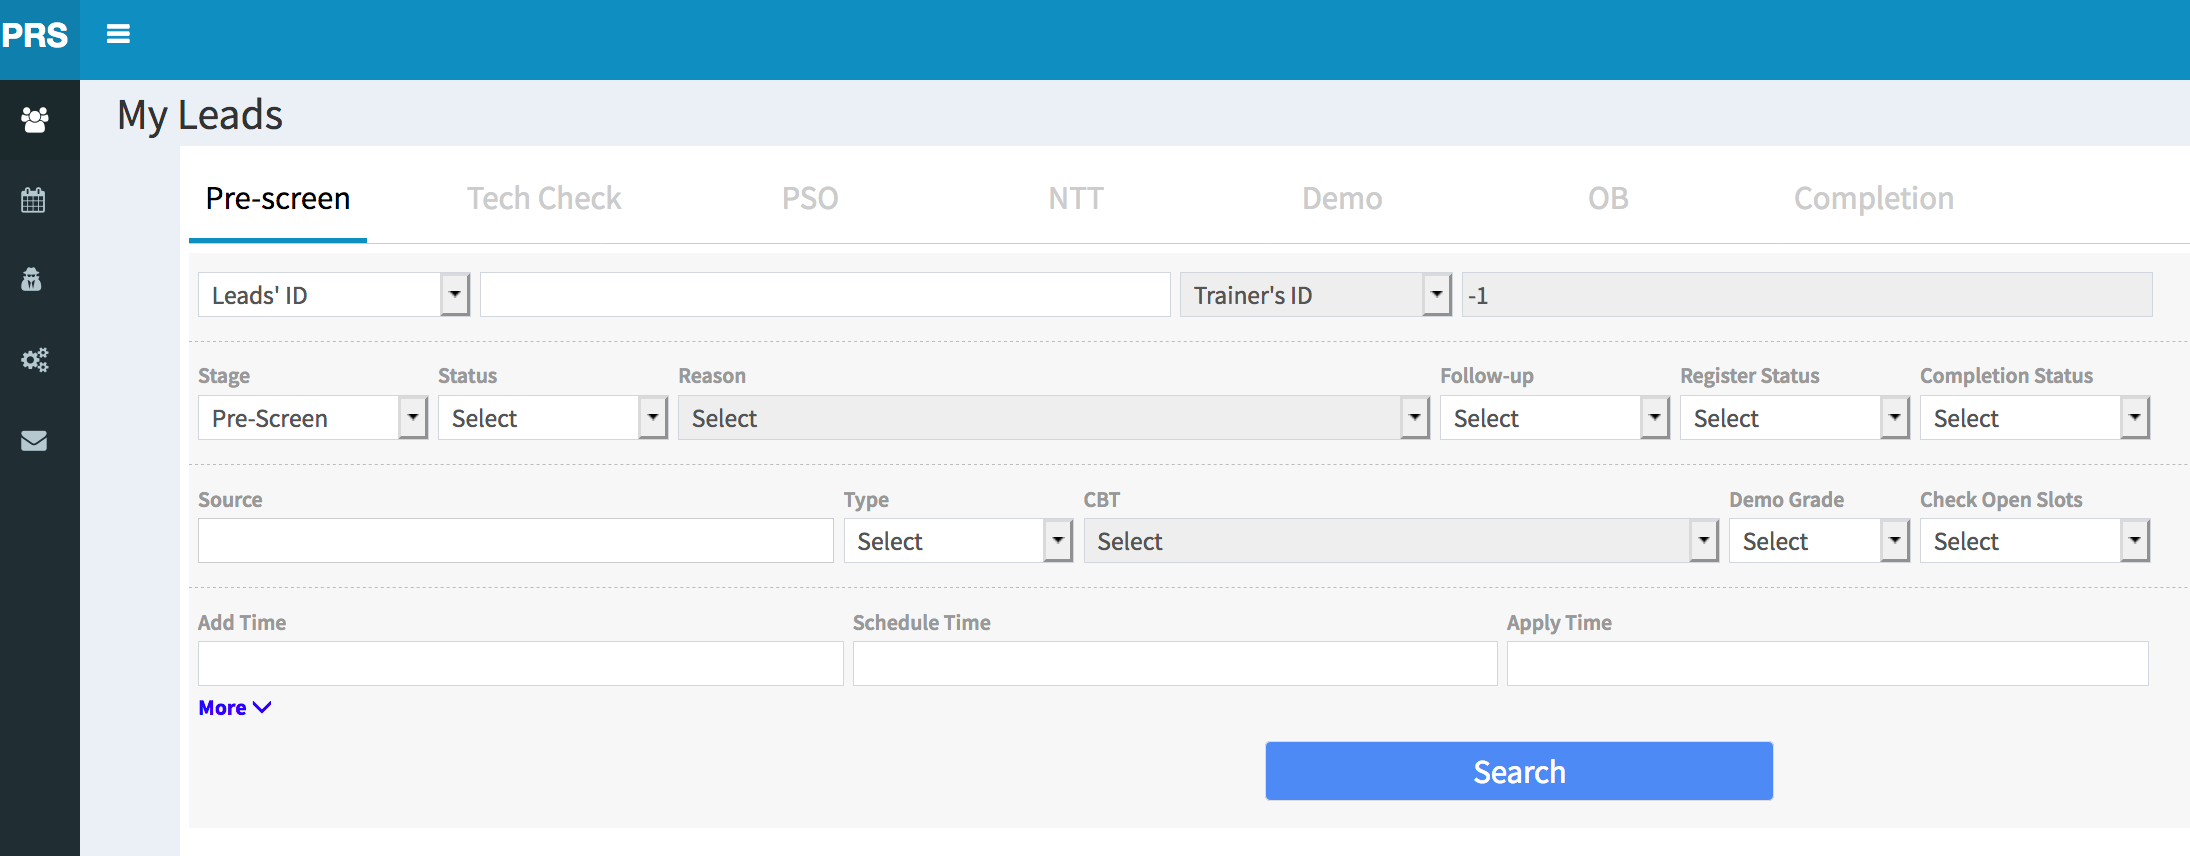 PRS
My Leads
Pre-screen Tech Check PSO NTT Demo OB Completion
Leads' ID Trainer's ID -1
Stage Status Reason Follow-up Register Status Completion Status
Pre-Screen Select Select Select Select Select
Source Type CBT Demo Grade Check Open Slots
Select Select Select Select
Add Time Schedule Time Apply Time
More
Search